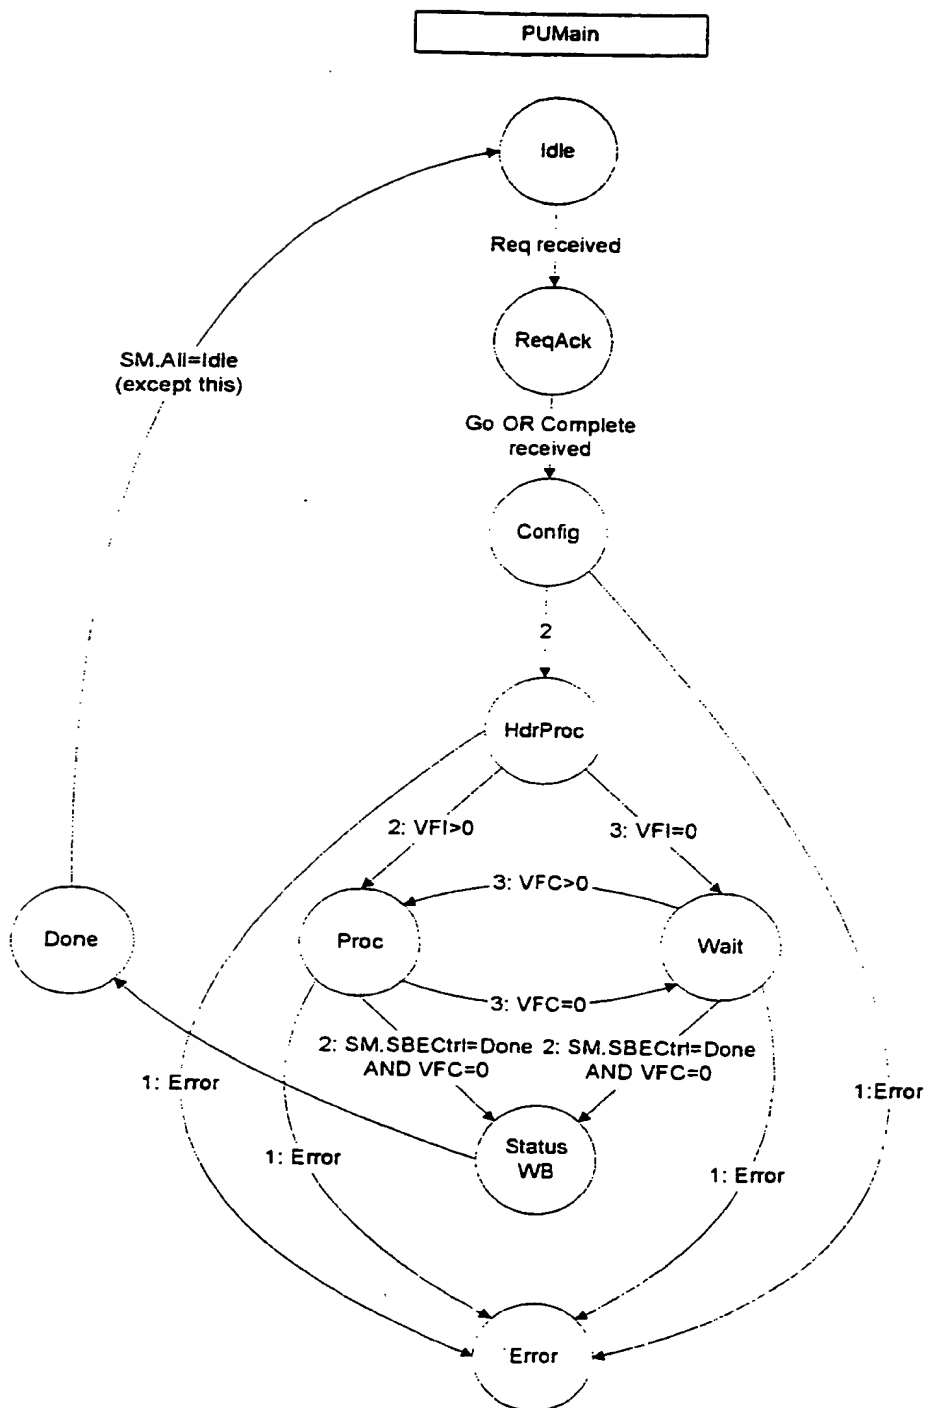 PUMain
Idle
Req received
ReqAck
SM.All=Idle
(except this)
Go OR Complete
received
Config
2
HdrProc
2: VFI>0
3: VFI=0
3: VFC>0
Done
Proc
Wait
3: VFC=0
2: SM.SBECtrl=Done
AND VFC=0
2: SM.SBECtrl=Done
AND VFC=0
1: Error
1:Error
Status
WB
1: Error
1: Error
Error